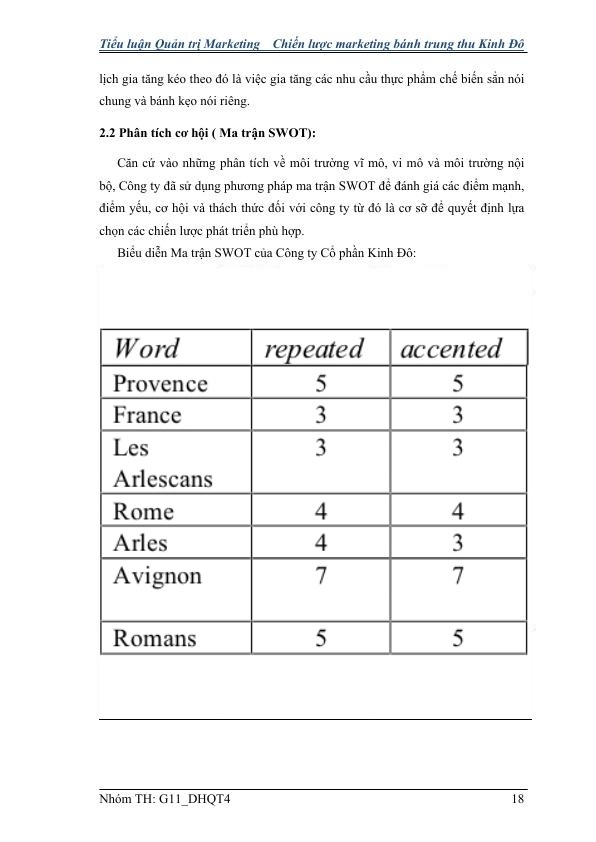 Tiểu luận Quản trị Marketing    Chiến lược marketing bánh trung thu Kinh Đô
lịch gia tăng kéo theo đó là việc gia tăng các nhu cầu thực phẩm chế biến sẳn nói
chung và bánh kẹo nói riêng.
2.2 Phân tích cơ hội ( Ma trận SWOT):
Căn cứ vào những phân tích về môi trường vĩ mô, vi mô và môi trường nội
bộ, Công ty đã sử dụng phương pháp ma trận SWOT để đánh giá các điểm mạnh,
điểm yếu, cơ hội và thách thức đối với công ty từ đó là cơ sỡ để quyết định lựa
chọn các chiến lược phát triển phù hợp.
Biểu diễn Ma trận SWOT của Công ty Cổ phần Kinh Đô:
Word repeated accented
Provence 5 5
France 3 3
Les 3 3
Arlescans
Rome 4 4
Arles 4 3
Avignon 7 7
Romans 5 5
Nhóm TH: G11_DHQT4 18